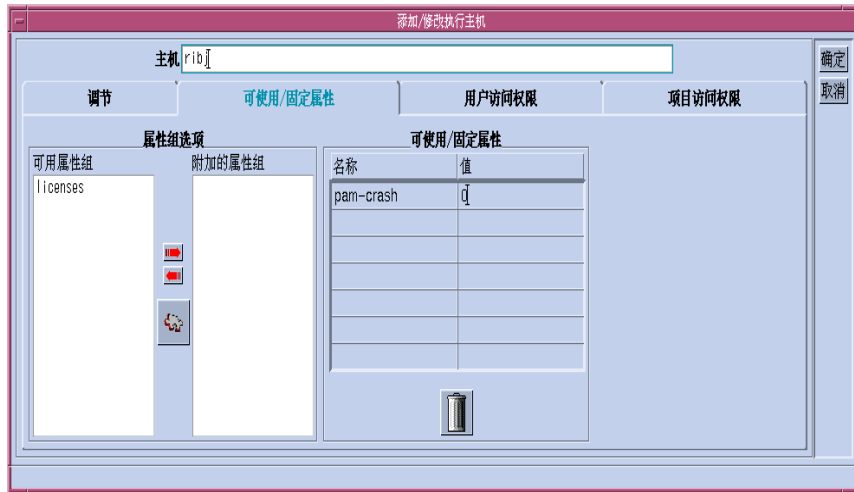 添加/修改执行主机
主机 ribj
确定
取消
调节 可使用/固定属性 用户访问权限 项目访问权限
属性组选项 可使用/固定属性
可用属性组 附加的属性组 名称 值
licenses
pam-crash 0